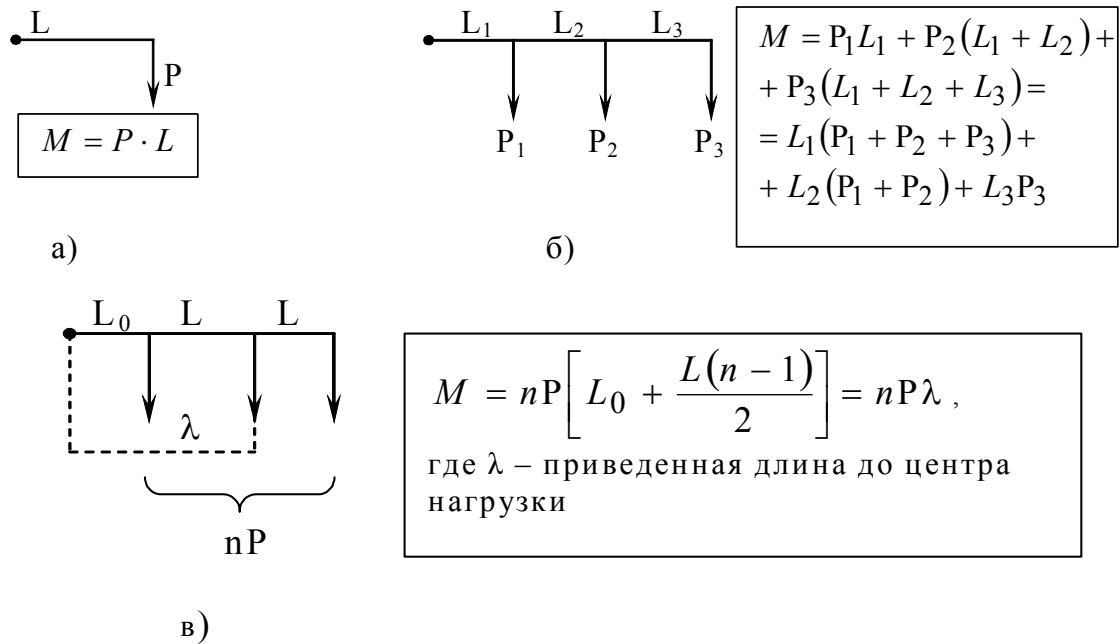 L
P
M = P · L
а)
L₁ L₂ L₃
P₁ P₂ P₃
M = P₁L₁ + P₂(L₁ + L₂) +
+ P₃(L₁ + L₂ + L₃) =
= L₁(P₁ + P₂ + P₃) +
+ L₂(P₁ + P₂) + L₃P₃
б)
L₀ L L
λ
nP
в)
M = nP[L₀ + L(n − 1)/2] = nPλ ,
где λ – приведенная длина до центра
нагрузки